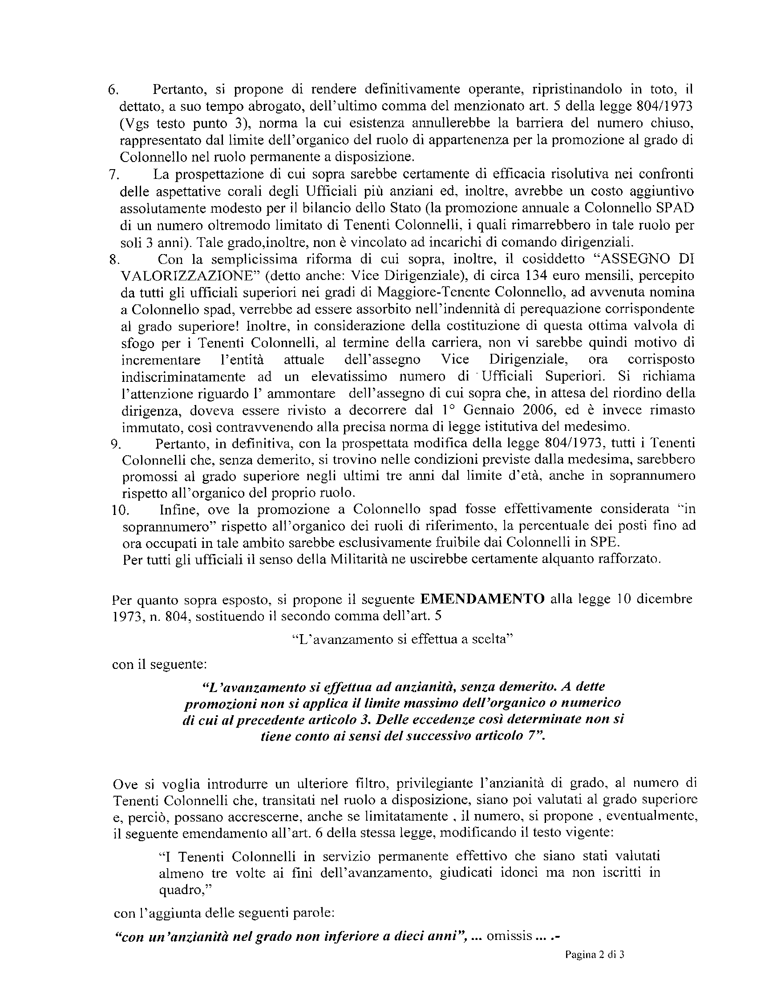 6. Pertanto, si propone di rendere definitivamente operante, ripristinandolo in toto, il
dettato, a suo tempo abrogato, dell’ultimo comma del menzionato art. 5 della legge 804/1973
(Vgs testo punto 3), norma la cui esistenza annullerebbe la barriera del numero chiuso,
rappresentato dal limite dell’organico del ruolo di appartenenza per la promozione al grado di
Colonnello nel ruolo permanente a disposizione.
7. La prospettazione di cui sopra sarebbe certamente di efficacia risolutiva nei confronti
delle aspettative corali degli Ufficiali più anziani ed, inoltre, avrebbe un costo aggiuntivo
assolutamente modesto per il bilancio dello Stato (la promozione annuale a Colonnello SPAD
di un numero oltremodo limitato di Tenenti Colonnelli, i quali rimarrebbero in tale ruolo per
soli 3 anni). Tale grado,inoltre, non è vincolato ad incarichi di comando dirigenziali.
8. Con la semplicissima riforma di cui sopra, inoltre, il cosiddetto “ASSEGNO DI
VALORIZZAZIONE” (detto anche: Vice Dirigenziale), di circa 134 euro mensili, percepito
da tutti gli ufficiali superiori nei gradi di Maggiore-Tenente Colonnello, ad avvenuta nomina
a Colonnello spad, verrebbe ad essere assorbito nell’indennità di perequazione corrispondente
al grado superiore! Inoltre, in considerazione della costituzione di questa ottima valvola di
sfogo per i Tenenti Colonnelli, al termine della carriera, non vi sarebbe quindi motivo di
incrementare l’entità attuale dell’assegno Vice Dirigenziale, ora corrisposto
indiscriminatamente ad un elevatissimo numero di Ufficiali Superiori. Si richiama
l’attenzione riguardo l’ ammontare dell’assegno di cui sopra che, in attesa del riordino della
dirigenza, doveva essere rivisto a decorrere dal 1° Gennaio 2006, ed è invece rimasto
immutato, così contravvenendo alla precisa norma di legge istitutiva del medesimo.
9. Pertanto, in definitiva, con la prospettata modifica della legge 804/1973, tutti i Tenenti
Colonnelli che, senza demerito, si trovino nelle condizioni previste dalla medesima, sarebbero
promossi al grado superiore negli ultimi tre anni dal limite d’età, anche in soprannumero
rispetto all’organico del proprio ruolo.
10. Infine, ove la promozione a Colonnello spad fosse effettivamente considerata “in
soprannumero” rispetto all’organico dei ruoli di riferimento, la percentuale dei posti fino ad
ora occupati in tale ambito sarebbe esclusivamente fruibile dai Colonnelli in SPE.
Per tutti gli ufficiali il senso della Militarità ne uscirebbe certamente alquanto rafforzato.
Per quanto sopra esposto, si propone il seguente EMENDAMENTO alla legge 10 dicembre
1973, n. 804, sostituendo il secondo comma dell’art. 5
“L’avanzamento si effettua a scelta”
con il seguente:
“L’avanzamento si effettua ad anzianità, senza demerito. A dette
promozioni non si applica il limite massimo dell’organico o numerico
di cui al precedente articolo 3. Delle eccedenze così determinate non si
tiene conto ai sensi del successivo articolo 7”.
Ove si voglia introdurre un ulteriore filtro, privilegiante l’anzianità di grado, al numero di
Tenenti Colonnelli che, transitati nel ruolo a disposizione, siano poi valutati al grado superiore
e, perciò, possano accrescerne, anche se limitatamente , il numero, si propone , eventualmente,
il seguente emendamento all’art. 6 della stessa legge, modificando il testo vigente:
“I Tenenti Colonnelli in servizio permanente effettivo che siano stati valutati
almeno tre volte ai fini dell’avanzamento, giudicati idonei ma non iscritti in
quadro,”
con l’aggiunta delle seguenti parole:
“con un’anzianità nel grado non inferiore a dieci anni”, ... omissis ... .-
Pagina 2 di 3